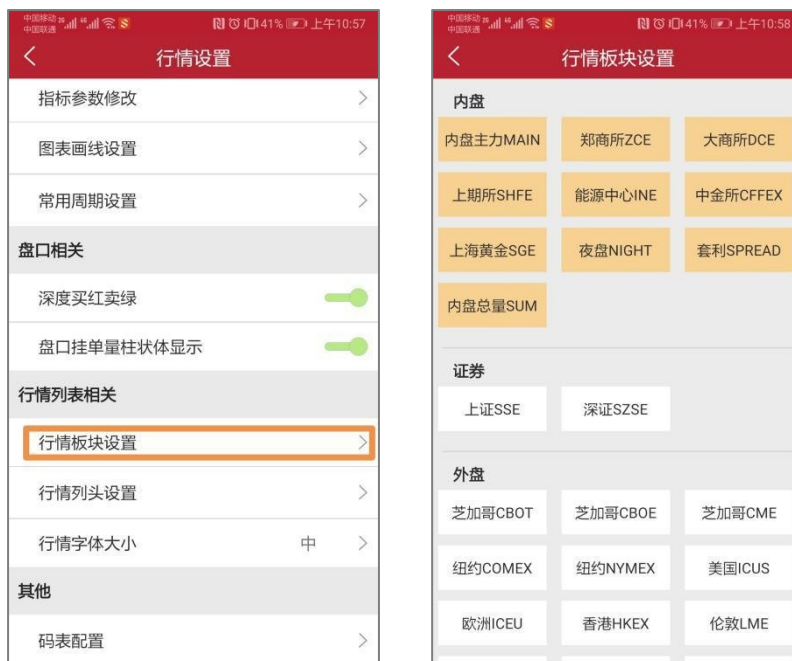 中国移动 2G 4G 41% 上午10:57
中国联通
行情设置
指标参数修改
图表画线设置
常用周期设置
盘口相关
深度买红卖绿
盘口挂单量柱状体显示
行情列表相关
行情板块设置
行情列头设置
行情字体大小 中
其他
码表配置
中国移动 2G 4G 41% 上午10:58
中国联通
行情板块设置
内盘
内盘主力MAIN 郑商所ZCE 大商所DCE
上期所SHFE 能源中心INE 中金所CFFEX
上海黄金SGE 夜盘NIGHT 套利SPREAD
内盘总量SUM
证券
上证SSE 深证SZSE
外盘
芝加哥CBOT 芝加哥CBOE 芝加哥CME
纽约COMEX 纽约NYMEX 美国ICUS
欧洲ICEU 香港HKEX 伦敦LME